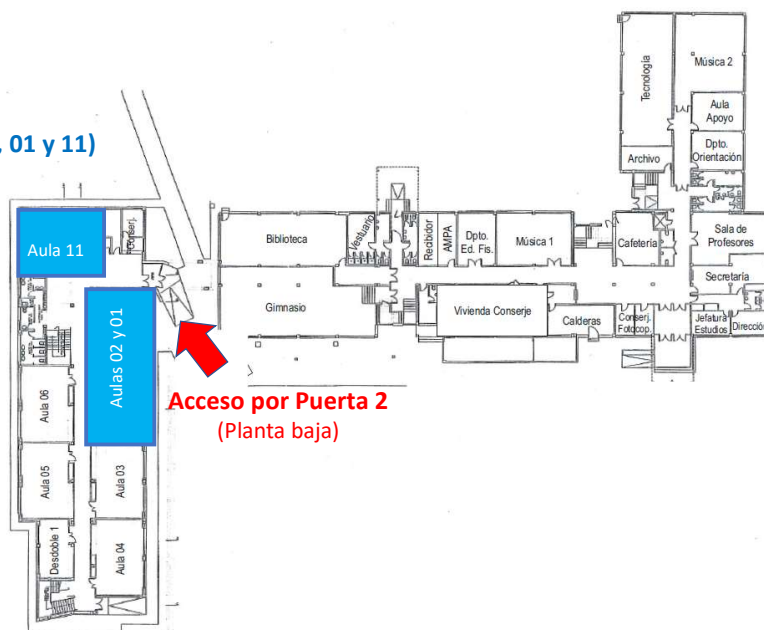 , 01 y 11)
Tecnología
Música 2
Aula
Apoyo
Dpto.
Orientación
Archivo
Aula 11
Conserj.
Biblioteca
Vestuario
Recibidor
AMPA
Dpto.
Ed. Fis.
Música 1
Cafetería
Sala de
Profesores
Secretaría
Gimnasio
Vivienda Conserje
Calderas
Conserj.
Fotocop.
Jefatura
Estudios
Dirección
Aulas 02 y 01
Acceso por Puerta 2
(Planta baja)
Aula 06
Aula 05
Aula 03
Desdoble 1
Aula 04